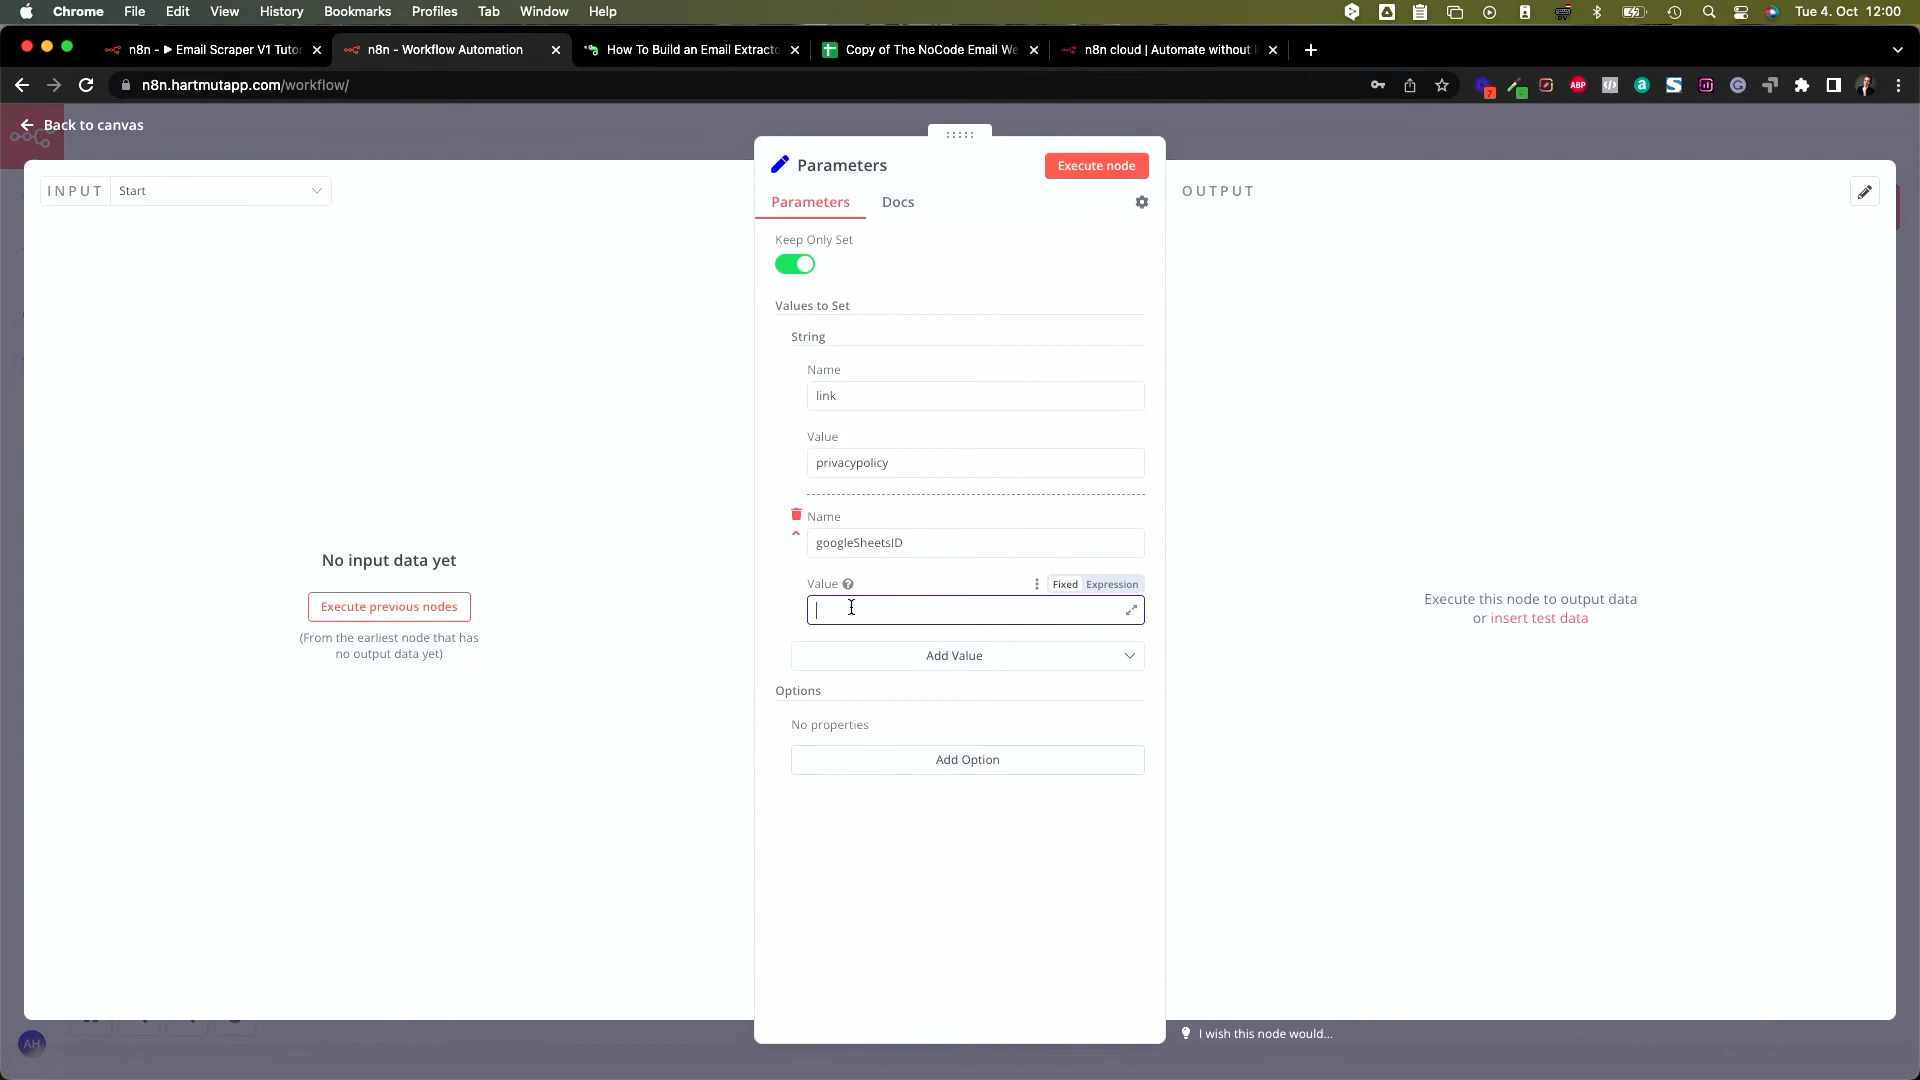 Chrome File Edit View History Bookmarks Profiles Tab Window Help Tue 4. Oct 12:00
n8n - ▶ Email Scraper V1 Tutor
n8n - Workflow Automation
How To Build an Email Extracto
Copy of The NoCode Email We
n8n cloud | Automate without
n8n.hartmutapp.com/workflow/
7
ABP
Back to canvas
INPUT Start
Parameters
Execute node
OUTPUT
Parameters Docs
Keep Only Set
Values to Set
String
Name
link
Value
privacypolicy
Name
googleSheetsID
Value Fixed Expression
Add Value
Options
No properties
Add Option
No input data yet
Execute previous nodes
(From the earliest node that has
no output data yet)
Execute this node to output data
or insert test data
I wish this node would...
AH